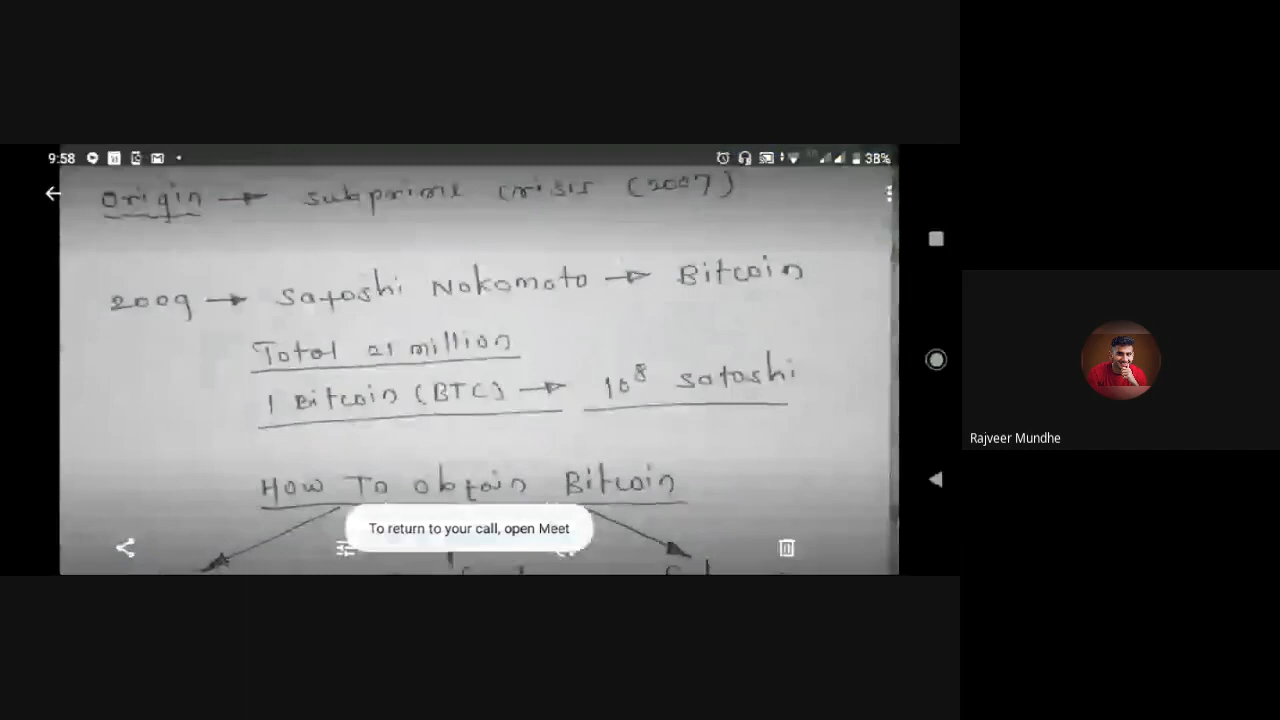 9:58
38%
Origin → subprime crisis (2007)
2009 → Satoshi Nakomoto → Bitcoin
Total 21 million
1 Bitcoin (BTC) → 10⁸ satoshi
How To obtain Bitcoin
To return to your call, open Meet
Rajveer Mundhe